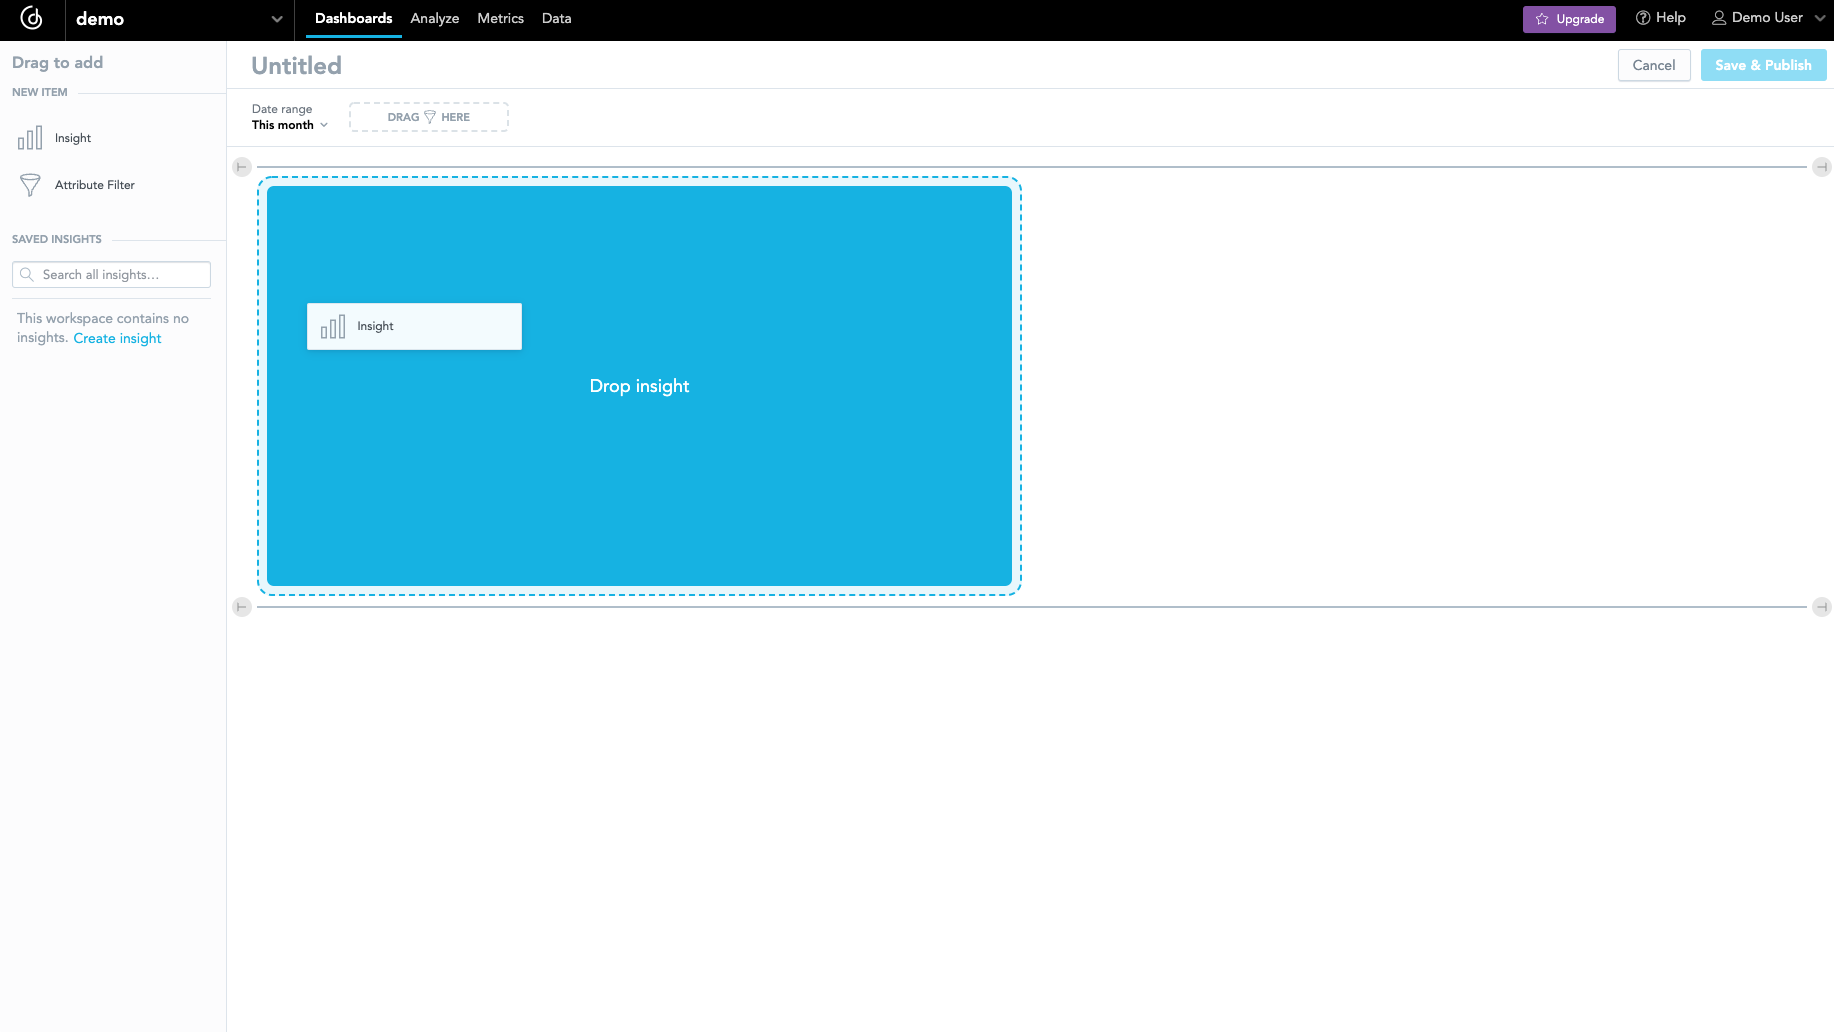 demo
Dashboards
Analyze
Metrics
Data
Upgrade
Help
Demo User
Drag to add
NEW ITEM
Insight
Attribute Filter
SAVED INSIGHTS
Search all insights...
This workspace contains no
insights. Create insight
Untitled
Cancel
Save & Publish
Date range
This month
DRAG HERE
Insight
Drop insight